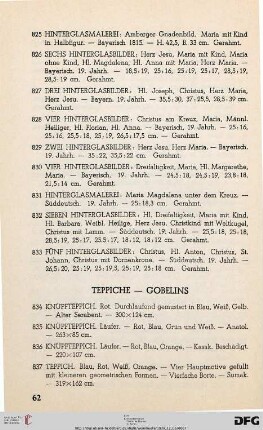 825 HINTERGLASMALEREI: Amberger Gnadenbild. Maria mit Kind
in Halbfigur. — Bayerisch. 1815. — H. 42,5, B. 33 cm. Gerahmt.
826 SECHS HINTERGLASBILDER: Herz Jesu, Maria mit Kind, Maria
ohne Kind, Hl. Magdalena, Hl. Anna mit Maria; Herz Maria. —
Bayerisch. 19. Jahrh. — 18,5:19, 25:16, 25:19, 25:17, 28,5:19,
28,5:19 cm. Gerahmt.
827 DREI HINTERGLASBILDER: Hl. Joseph, Christus, Herz Maria,
Herz Jesu. — Bayern. 19. Jahrh. — 35,5:30, 37:25,5, 28,5:39 cm.
Gerahmt.
828 VIER HINTERGLASBILDER: Christus am Kreuz, Maria, Männl.
Heiliger, Hl. Florian, Hl. Anna. — Bayerisch. 19. Jahrh. — 25:16,
25:16, 25,5:18, 25:19, 26,5:17,5 cm. — Gerahmt.
829 ZWEI HINTERGLASBILDER: Herz Jesu, Herz Mariä. — Bayerisch.
19. Jahrh. — 35:22, 35,5:22 cm. Gerahmt.
830 VIER HINTERGLASBILDER: Dreifaltigkeit, Maria, Hl. Margaretha,
Maria. — Bayerisch. 19. Jahrh. — 24,5:18, 26,5:19, 23,8:18,
21,5:14 cm. Gerahmt.
831 HINTERGLASMALEREI: Maria Magdalena unter dem Kreuz. —
Süddeutsch. 19. Jahrh. — 25:18,3 cm. Gerahmt.
832 SIEBEN HINTERGLASBILDER: Hl. Dreifaltigkeit, Maria mit Kind,
Hl. Barbara, Weibl. Heilige, Herz Jesu, Christkind mit Weltkugel,
Christus mit Lamm. — Süddeutsch. 19. Jahrh. — 25,5:18, 25:18,
28,5:19, 25:17, 25,5:17, 18:12, 18:12 cm. Gerahmt.
833 FÜNF HINTERGLASBILDER: Christus, Hl. Anton, Christus, St.
Johann, Christus mit Dornenkrone. — Süddeutsch. 19. Jahrh. —
26,5:20, 25:19, 25:19,3, 25:19, 25:18 cm. Gerahmt.
TEPPICHE — GOBELINS
834 KNÜPFTEPPICH. Rot. Durchlaufend gemustert in Blau, Weiß, Gelb.
— Alter Serabent. — 300×124 cm.
835 KNÜPFTEPPICH. Läufer. — Rot, Blau, Grün und Weiß. — Anatol.
— 263×85 cm.
836 KNÜPFTEPPICH. Läufer. — Rot, Blau, Orange. — Kasak. Beschädigt.
— 210×107 cm.
837 TEPPICH. Blau, Rot, Weiß, Orange. — Vier Hauptmotive gefüllt
mit kleineren geometrischen Formen. — Vierfache Borte. — Sumak.
— 319×162 cm.
62
DFG